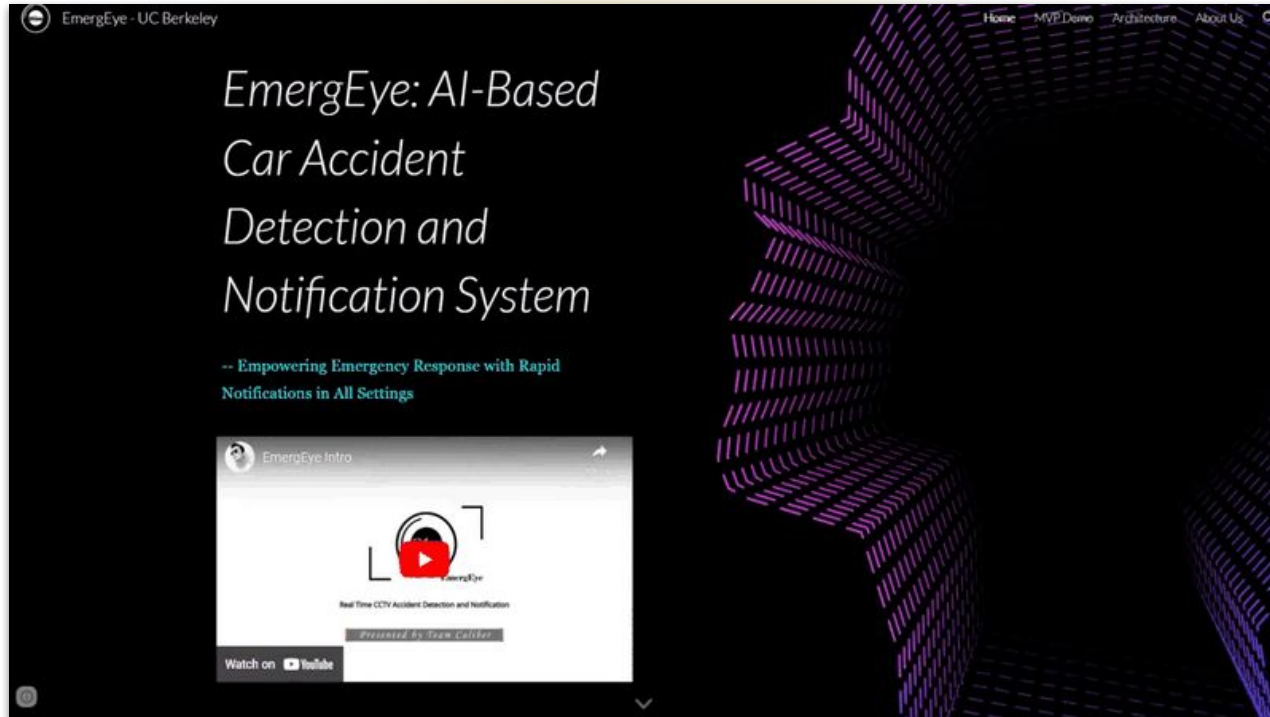 EmergEye - UC Berkeley
Home MVP Demo Architecture About Us
EmergEye: AI-Based
Car Accident
Detection and
Notification System
-- Empowering Emergency Response with Rapid
Notifications in All Settings
EmergEye Intro
EmergEye
Real Time CCTV Accident Detection and Notification
Presented by Team Caliber
Watch on YouTube